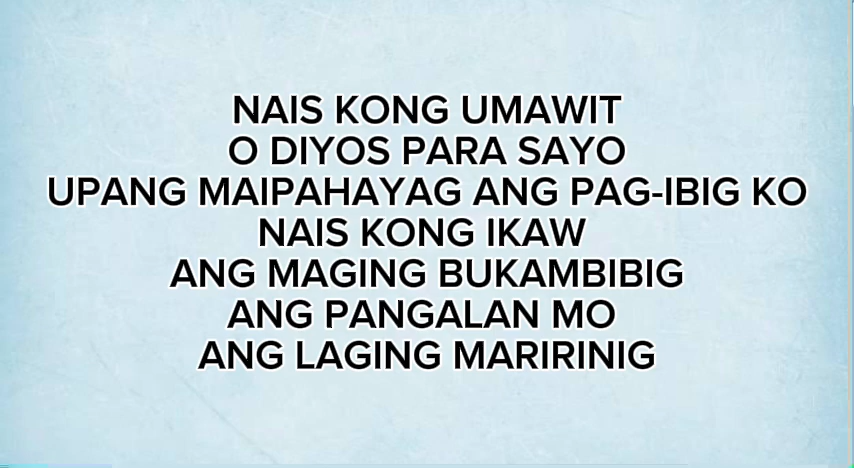 NAIS KONG UMAWIT
O DIYOS PARA SAYO
UPANG MAIPAHAYAG ANG PAG-IBIG KO
NAIS KONG IKAW
ANG MAGING BUKAMBIBIG
ANG PANGALAN MO
ANG LAGING MARIRINIG